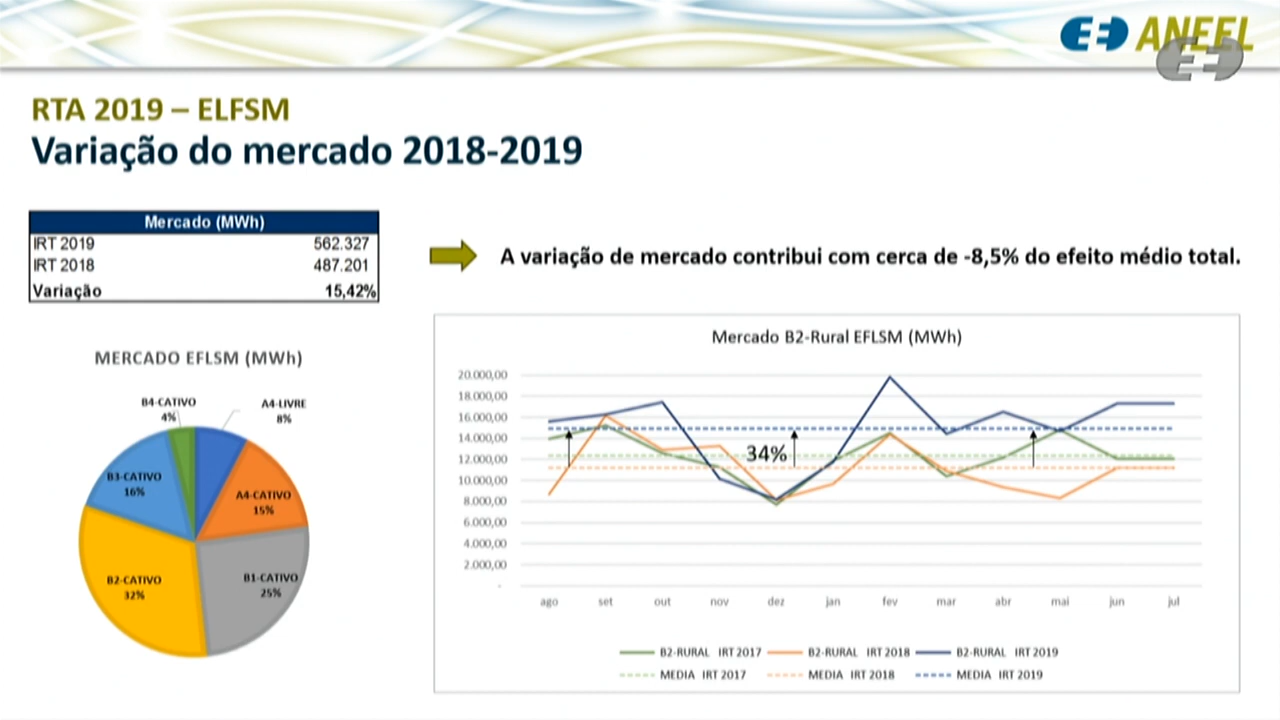 ANEEL
RTA 2019 – ELFSM
Variação do mercado 2018-2019
Mercado (MWh)
IRT 2019 562.327
IRT 2018 487.201
Variação 15,42%
A variação de mercado contribui com cerca de -8,5% do efeito médio total.
MERCADO EFLSM (MWh)
B4-CATIVO
4%
A4-LIVRE
8%
B3-CATIVO
16%
A4-CATIVO
15%
B2-CATIVO
32%
B1-CATIVO
25%
Mercado B2-Rural EFLSM (MWh)
20.000,00
18.000,00
16.000,00
14.000,00
12.000,00
10.000,00
8.000,00
6.000,00
4.000,00
2.000,00
-
34%
ago set out nov dez jan fev mar abr mai jun jul
B2-RURAL IRT 2017 B2-RURAL IRT 2018 B2-RURAL IRT 2019
MEDIA IRT 2017 MEDIA IRT 2018 MEDIA IRT 2019